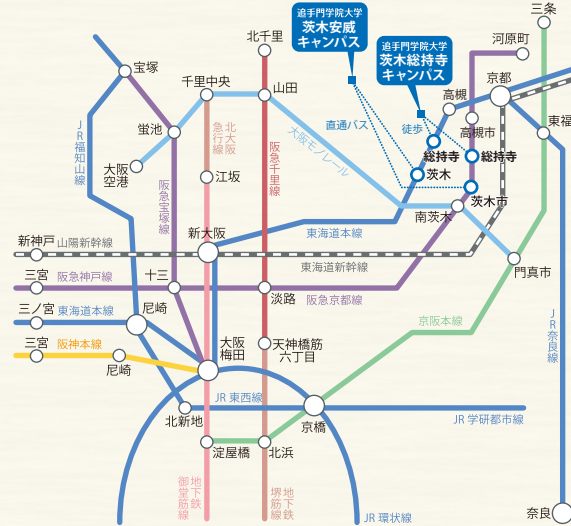 追手門学院大学
茨木安威
キャンパス
追手門学院大学
茨木総持寺
キャンパス
三条
河原町
北千里
宝塚
千里中央
山田
高槻
京都
東福
JR福知山線
蛍池
北大阪
急行線
阪急千里線
大阪モノレール
直通バス
徒歩
高槻市
総持寺
総持寺
大阪
空港
阪急宝塚線
江坂
茨木
茨木市
南茨木
新神戸
山陽新幹線
新大阪
東海道本線
東海道新幹線
門真市
三宮
阪急神戸線
十三
淡路
阪急京都線
三ノ宮
東海道本線
尼崎
京阪本線
JR奈良線
三宮
阪神本線
尼崎
大阪
梅田
天神橋筋
六丁目
JR 東西線
北新地
京橋
JR 学研都市線
淀屋橋
北浜
地下鉄
御堂筋線
地下鉄
堺筋線
JR 環状線
奈良